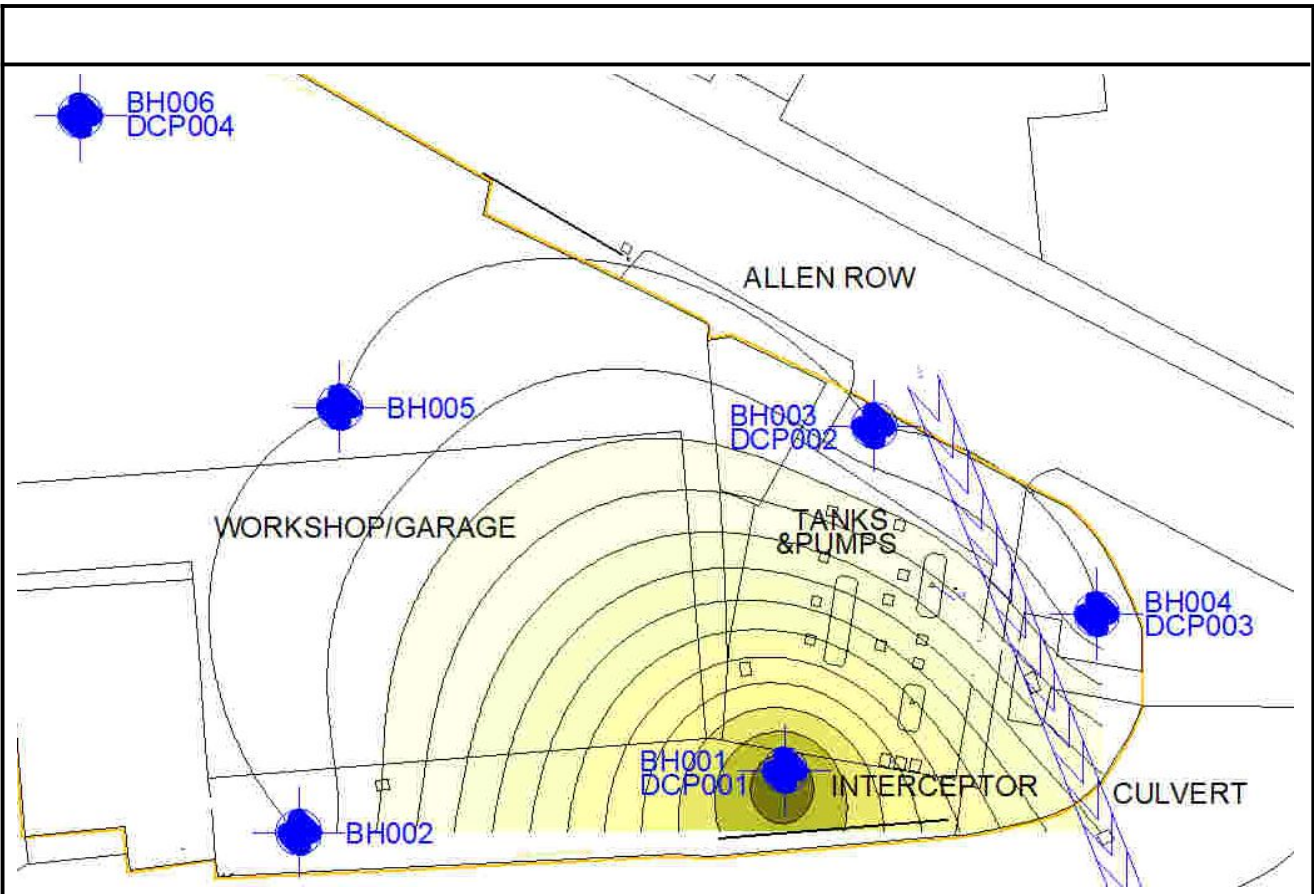 BH006
DCP004
ALLEN ROW
BH005
BH003
DCP002
WORKSHOP/GARAGE
TANKS
&PUMPS
BH004
DCP003
BH001
DCP001
INTERCEPTOR
CULVERT
BH002